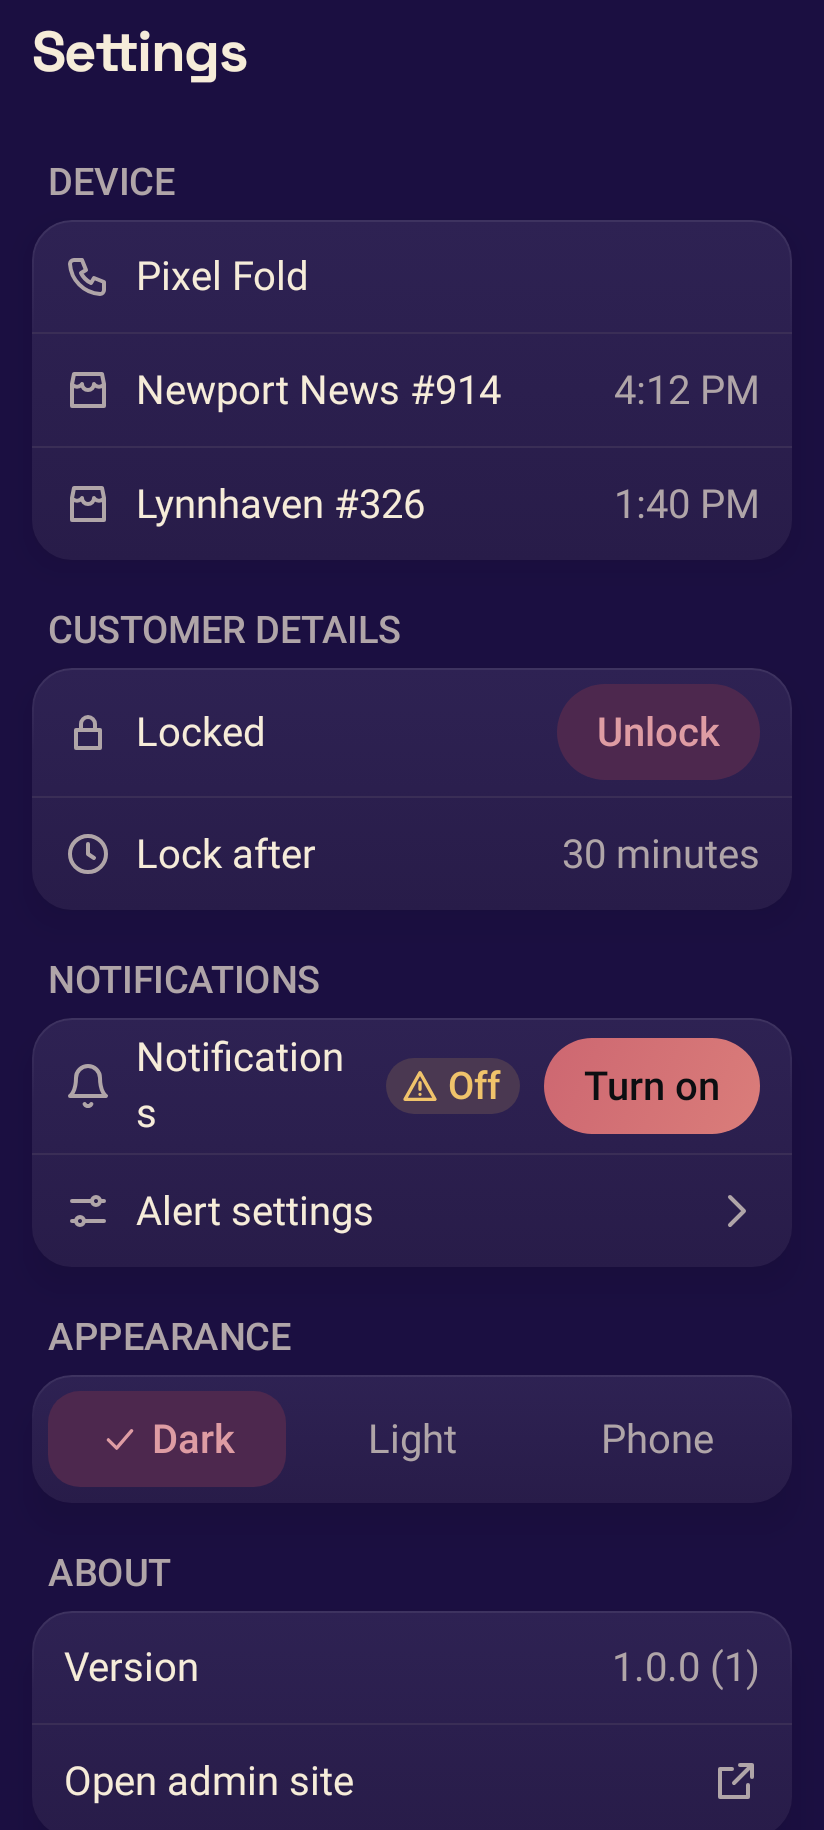 Settings
DEVICE
Pixel Fold
Newport News #914 4:12 PM
Lynnhaven #326 1:40 PM
CUSTOMER DETAILS
Locked Unlock
Lock after 30 minutes
NOTIFICATIONS
Notification
s Off Turn on
Alert settings
APPEARANCE
Dark Light Phone
ABOUT
Version 1.0.0 (1)
Open admin site